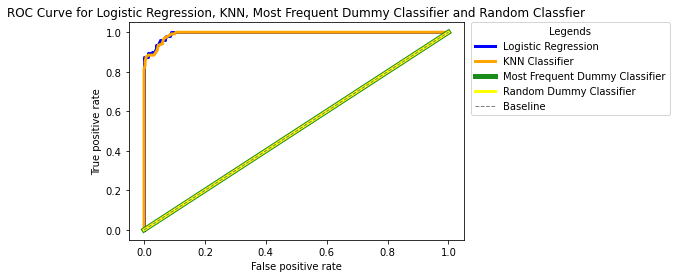 ROC Curve for Logistic Regression, KNN, Most Frequent Dummy Classifier and Random Classfier
Legends
Logistic Regression
KNN Classifier
Most Frequent Dummy Classifier
Random Dummy Classifier
Baseline
True positive rate
1.0
0.8
0.6
0.4
0.2
0.0
0.0 0.2 0.4 0.6 0.8 1.0
False positive rate